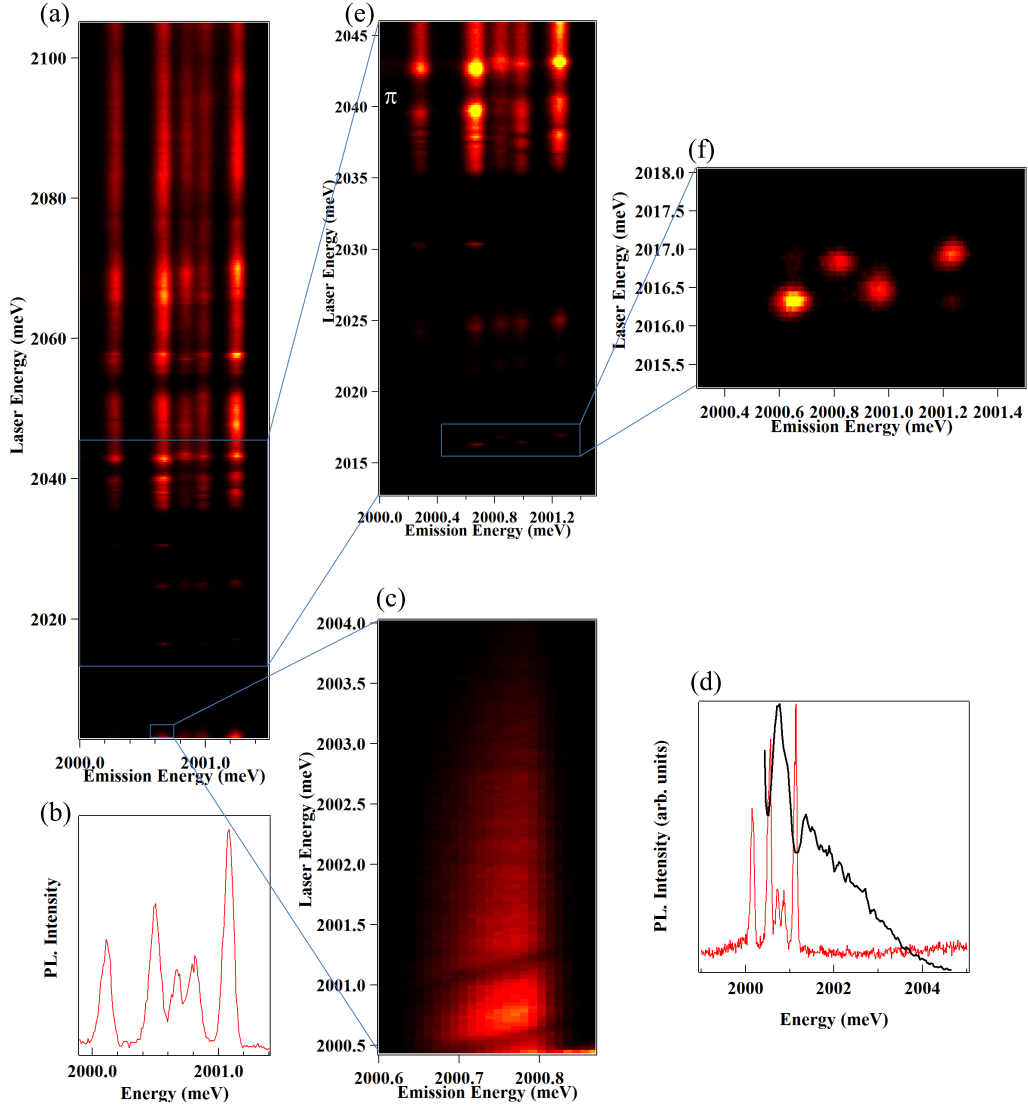 (a)
2100
2080
2060
2040
2020
Laser Energy (meV)
2000.0
2001.0
Emission Energy (meV)
(b)
PL. Intensity
2000.0
2001.0
Energy (meV)
(e)
π
2045
2040
2035
2030
2025
2020
2015
Laser Energy (meV)
2000.0
2000.4
2000.8
2001.2
Emission Energy (meV)
(f)
2018.0
2017.5
2017.0
2016.5
2016.0
2015.5
Laser Energy (meV)
2000.4
2000.6
2000.8
2001.0
2001.2
2001.4
Emission Energy (meV)
(c)
2004.0
2003.5
2003.0
2002.5
2002.0
2001.5
2001.0
2000.5
Laser Energy (meV)
2000.6
2000.7
2000.8
Emission Energy (meV)
(d)
PL. Intensity (arb. units)
2000
2002
2004
Energy (meV)